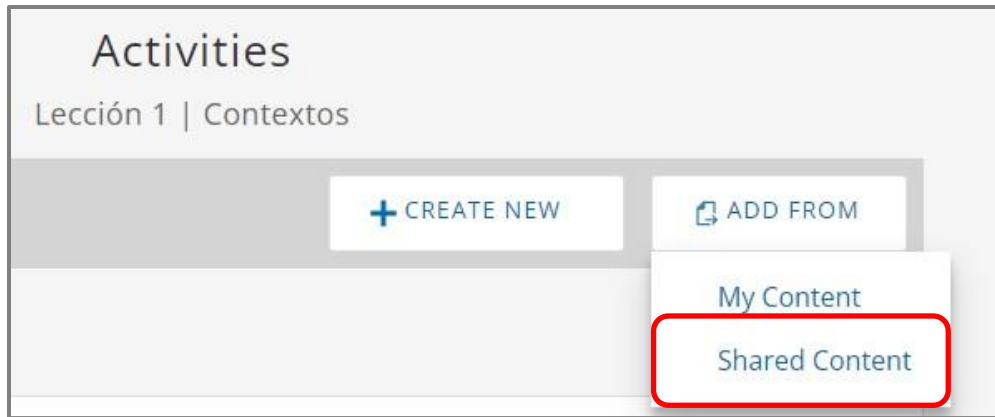 Activities
Lección 1 | Contextos
CREATE NEW
ADD FROM
My Content
Shared Content